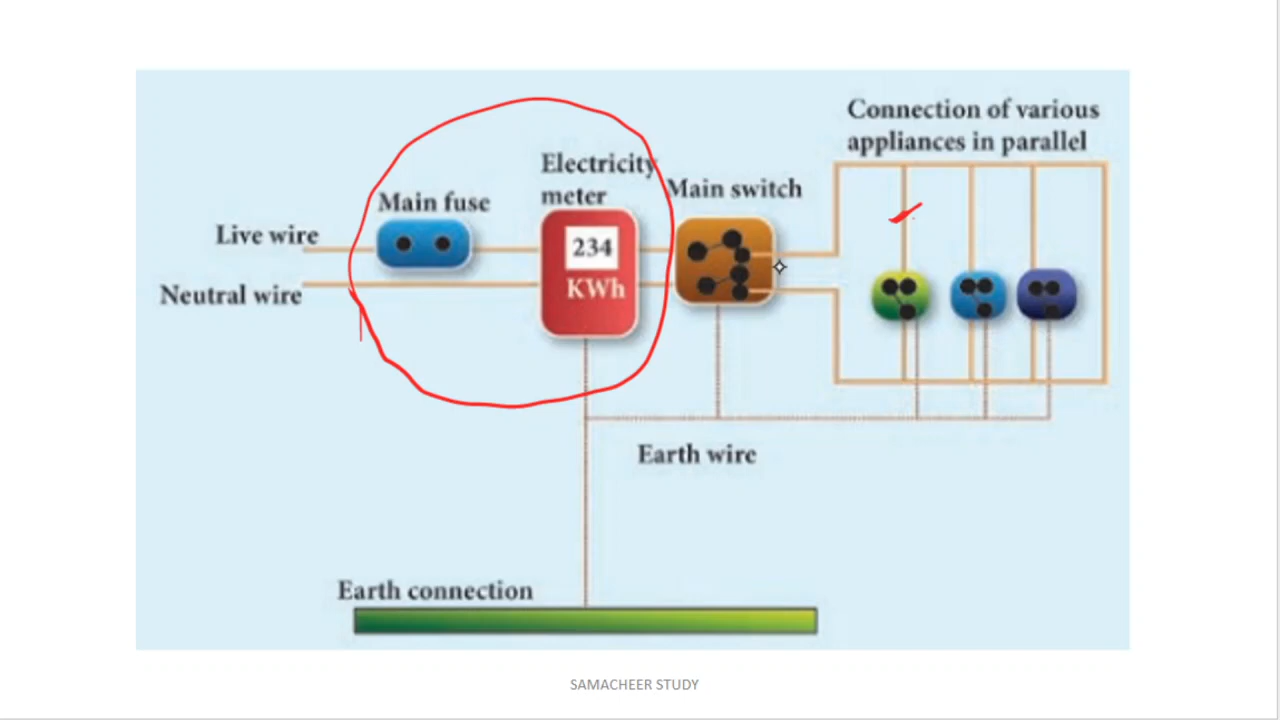 Connection of various
appliances in parallel
Electricity
meter
Main switch
Main fuse
Live wire
234
KWh
Neutral wire
Earth wire
Earth connection
SAMACHEER STUDY